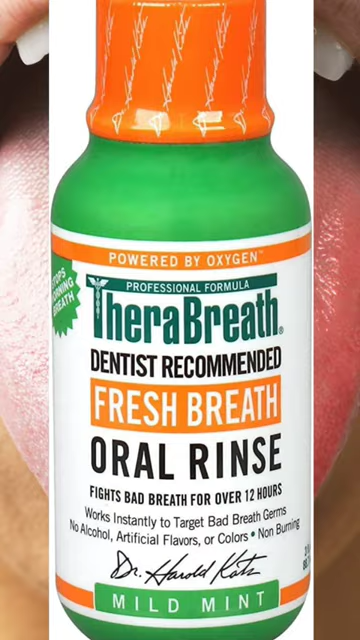 POWERED BY OXYGEN™
STOPS
MORNING
BREATH
PROFESSIONAL FORMULA
TheraBreath®
DENTIST RECOMMENDED
FRESH BREATH
ORAL RINSE
FIGHTS BAD BREATH FOR OVER 12 HOURS
Works Instantly to Target Bad Breath Germs
No Alcohol, Artificial Flavors, or Colors • Non Burning
Dr. Harold Katz
MILD MINT